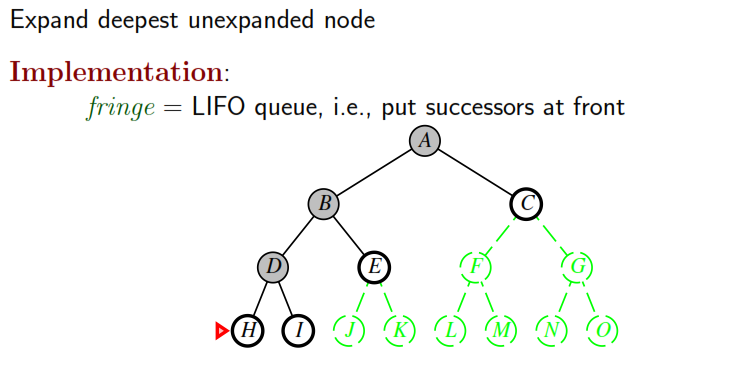 Expand deepest unexpanded node
Implementation:
fringe = LIFO queue, i.e., put successors at front
A
B C
D E F G
H I J K L M N O